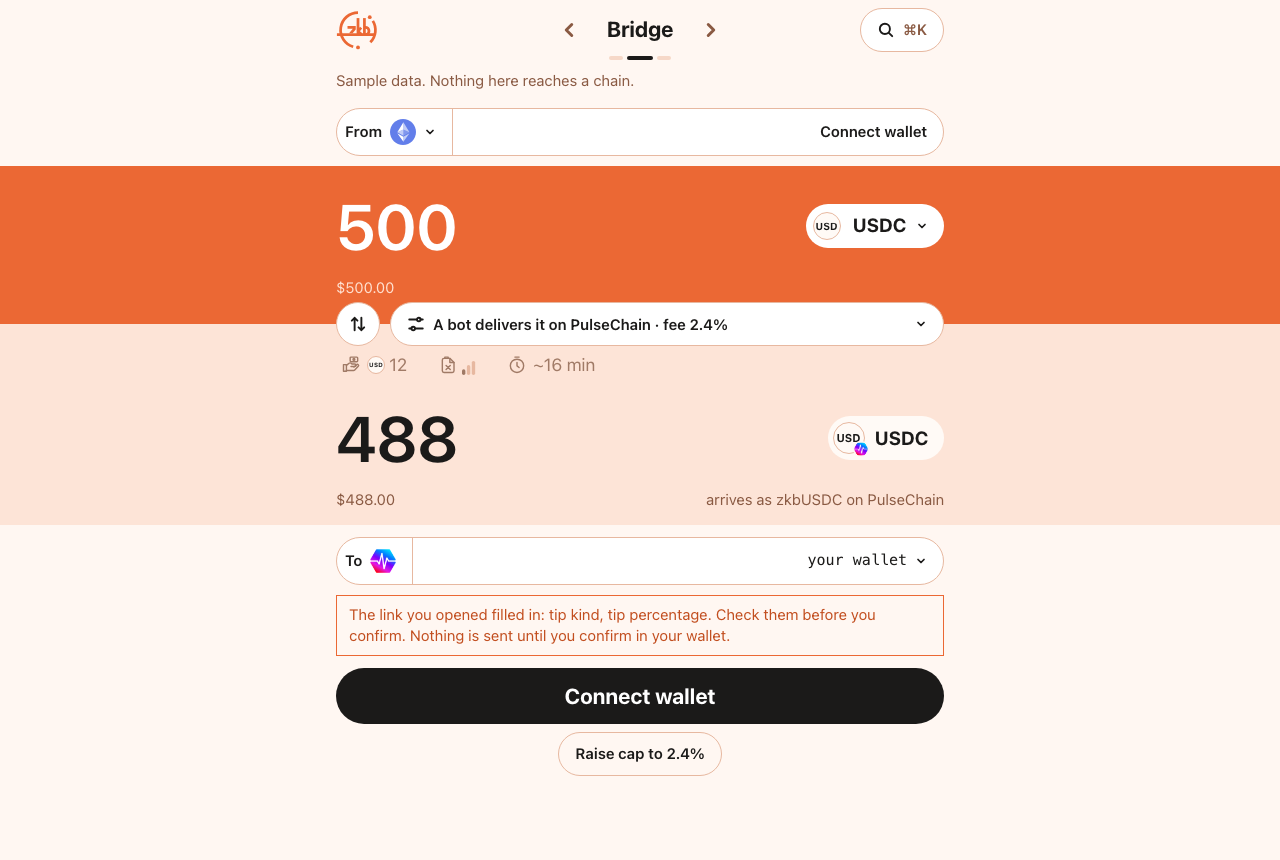 zkb
Bridge
⌘K
Sample data. Nothing here reaches a chain.
From
Connect wallet
500
USD USDC
$500.00
A bot delivers it on PulseChain · fee 2.4%
USD 12
~16 min
488
USD USDC
$488.00
arrives as zkbUSDC on PulseChain
To
your wallet
The link you opened filled in: tip kind, tip percentage. Check them before you
confirm. Nothing is sent until you confirm in your wallet.
Connect wallet
Raise cap to 2.4%